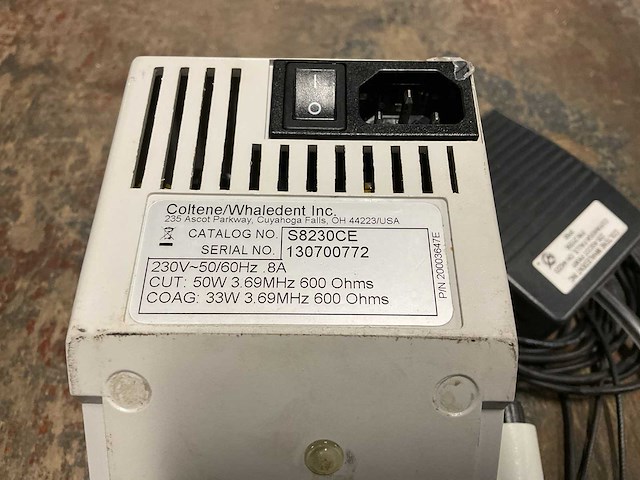 Coltene/Whaledent Inc.
235 Ascot Parkway, Cuyahoga Falls, OH 44223/USA
CATALOG NO. S8230CE
SERIAL NO. 130700772
230V~50/60Hz .8A
CUT: 50W 3.69MHz 600 Ohms
COAG: 33W 3.69MHz 600 Ohms
P/N 20003647E